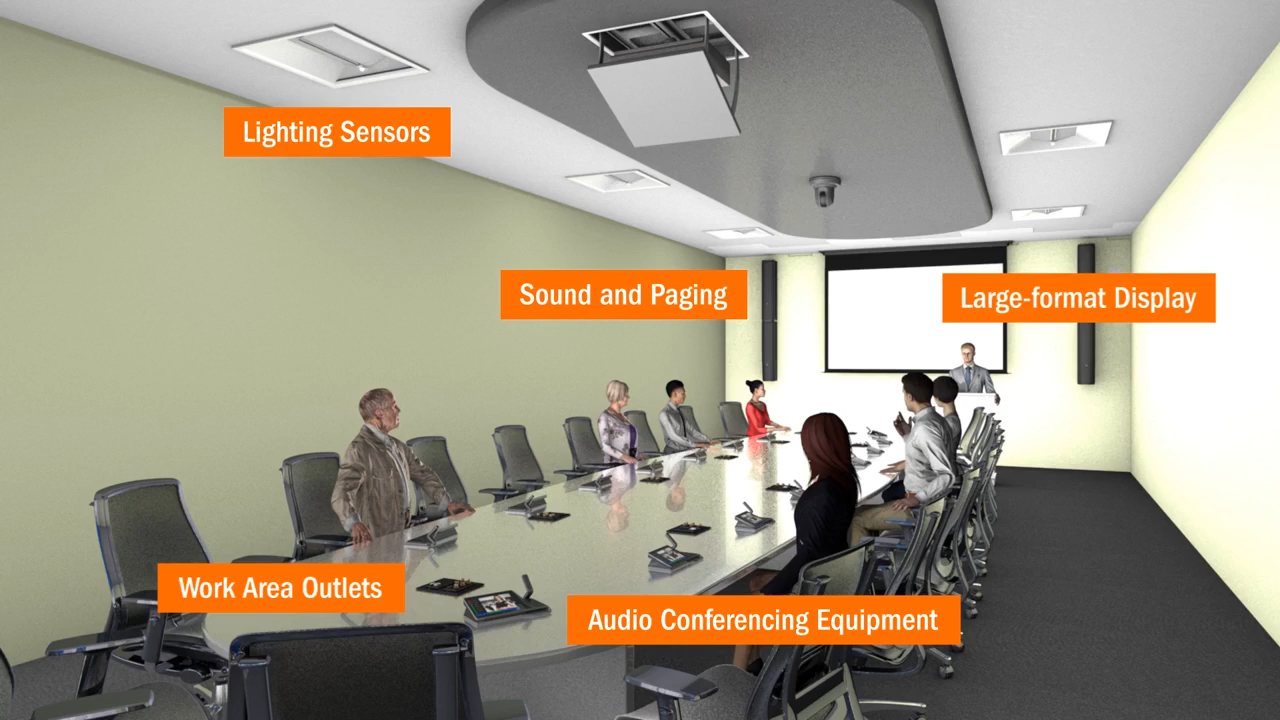 Lighting Sensors
Sound and Paging
Large-format Display
Work Area Outlets
Audio Conferencing Equipment